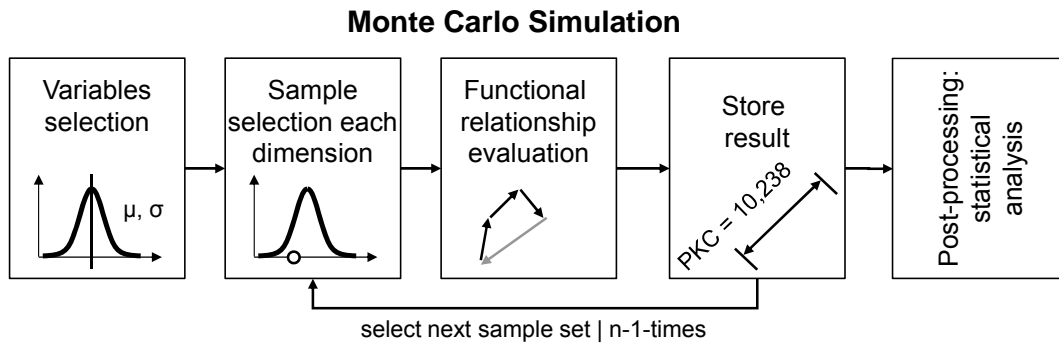 Monte Carlo Simulation
Variables
selection
μ, σ
Sample
selection each
dimension
Functional
relationship
evaluation
Store
result
PKC = 10,238
Post-processing:
statistical
analysis
select next sample set | n-1-times